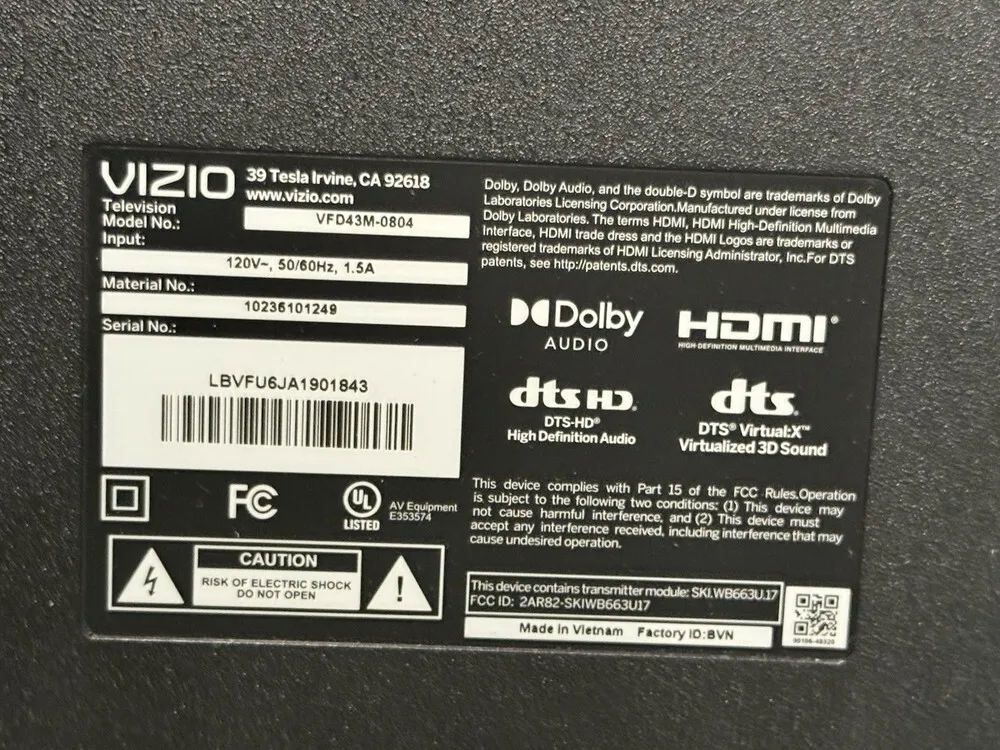 VIZIO
39 Tesla Irvine, CA 92618
www.vizio.com
Television
Model No.:
VFD43M-0804
Input:
120V~, 50/60Hz, 1.5A
Material No.:
10236101249
Serial No.:
LBVFU6JA1901843
FC
UL
LISTED
AV Equipment
E353574
CAUTION
RISK OF ELECTRIC SHOCK
DO NOT OPEN
!
Dolby, Dolby Audio, and the double-D symbol are trademarks of Dolby
Laboratories Licensing Corporation.Manufactured under license from
Dolby Laboratories. The terms HDMI, HDMI High-Definition Multimedia
Interface, HDMI trade dress and the HDMI Logos are trademarks or
registered trademarks of HDMI Licensing Administrator, Inc.For DTS
patents, see http://patents.dts.com.
Dolby
AUDIO
HDMI®
HIGH-DEFINITION MULTIMEDIA INTERFACE
dts HD.
DTS-HD®
High Definition Audio
dts.
DTS® Virtual:X™
Virtualized 3D Sound
This device complies with Part 15 of the FCC Rules.Operation
is subject to the following two conditions: (1) This device may
not cause harmful interference, and (2) This device must
accept any interference received, including interference that may
cause undesired operation.
This device contains transmitter module: SKI.WB663U.17
FCC ID: 2AR82-SKIWB663U17
Made in Vietnam Factory ID:BVN